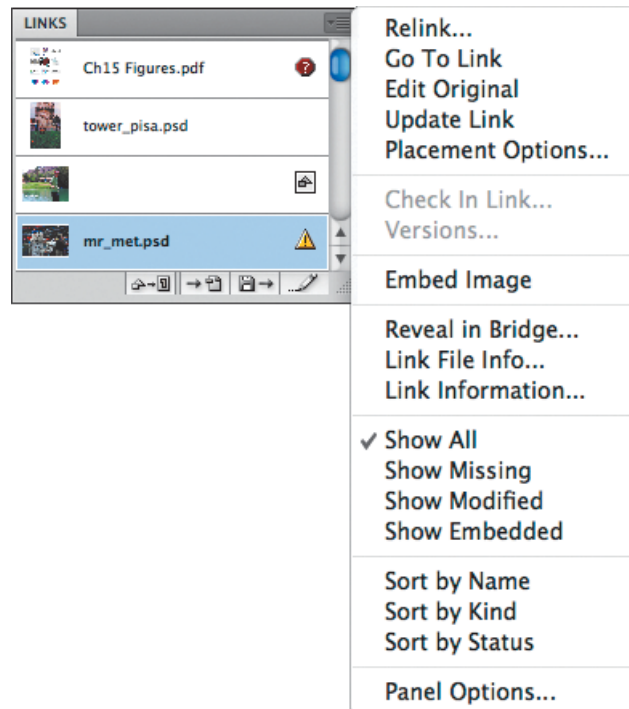 LINKS
Ch15 Figures.pdf
tower_pisa.psd
mr_met.psd
Relink...
Go To Link
Edit Original
Update Link
Placement Options...
Check In Link...
Versions...
Embed Image
Reveal in Bridge...
Link File Info...
Link Information...
Show All
Show Missing
Show Modified
Show Embedded
Sort by Name
Sort by Kind
Sort by Status
Panel Options...